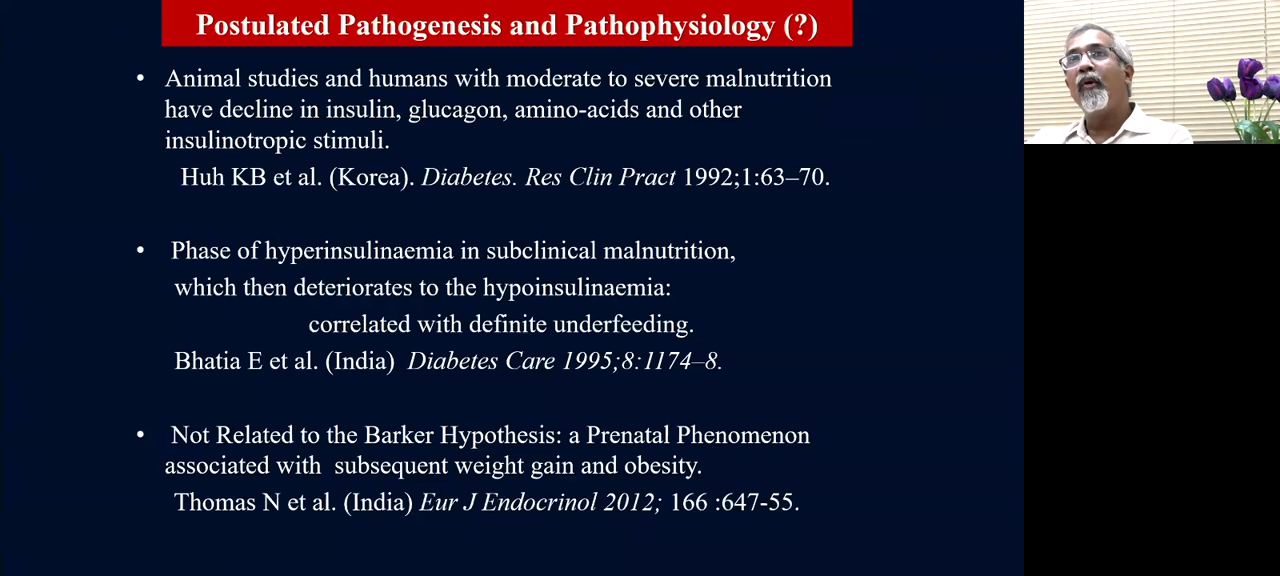 Postulated Pathogenesis and Pathophysiology (?)
• Animal studies and humans with moderate to severe malnutrition
have decline in insulin, glucagon, amino-acids and other
insulinotropic stimuli.
Huh KB et al. (Korea). Diabetes. Res Clin Pract 1992;1:63–70.
• Phase of hyperinsulinaemia in subclinical malnutrition,
which then deteriorates to the hypoinsulinaemia:
correlated with definite underfeeding.
Bhatia E et al. (India) Diabetes Care 1995;8:1174–8.
• Not Related to the Barker Hypothesis: a Prenatal Phenomenon
associated with subsequent weight gain and obesity.
Thomas N et al. (India) Eur J Endocrinol 2012; 166 :647-55.